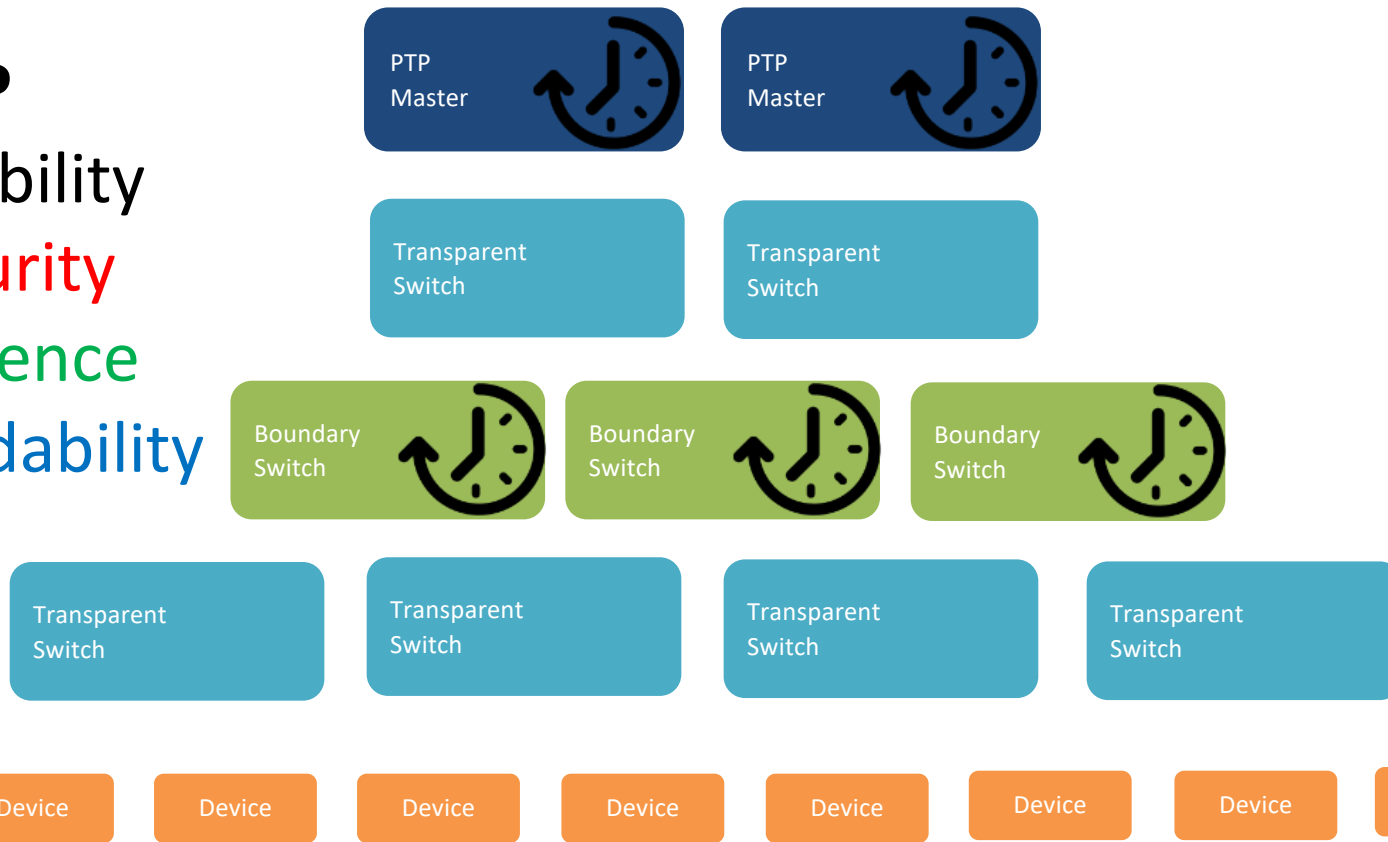 PTP
Master
PTP
Master
bility
urity
ence
dability
Transparent
Switch
Transparent
Switch
Boundary
Switch
Boundary
Switch
Boundary
Switch
Transparent
Switch
Transparent
Switch
Transparent
Switch
Transparent
Switch
Device
Device
Device
Device
Device
Device
Device